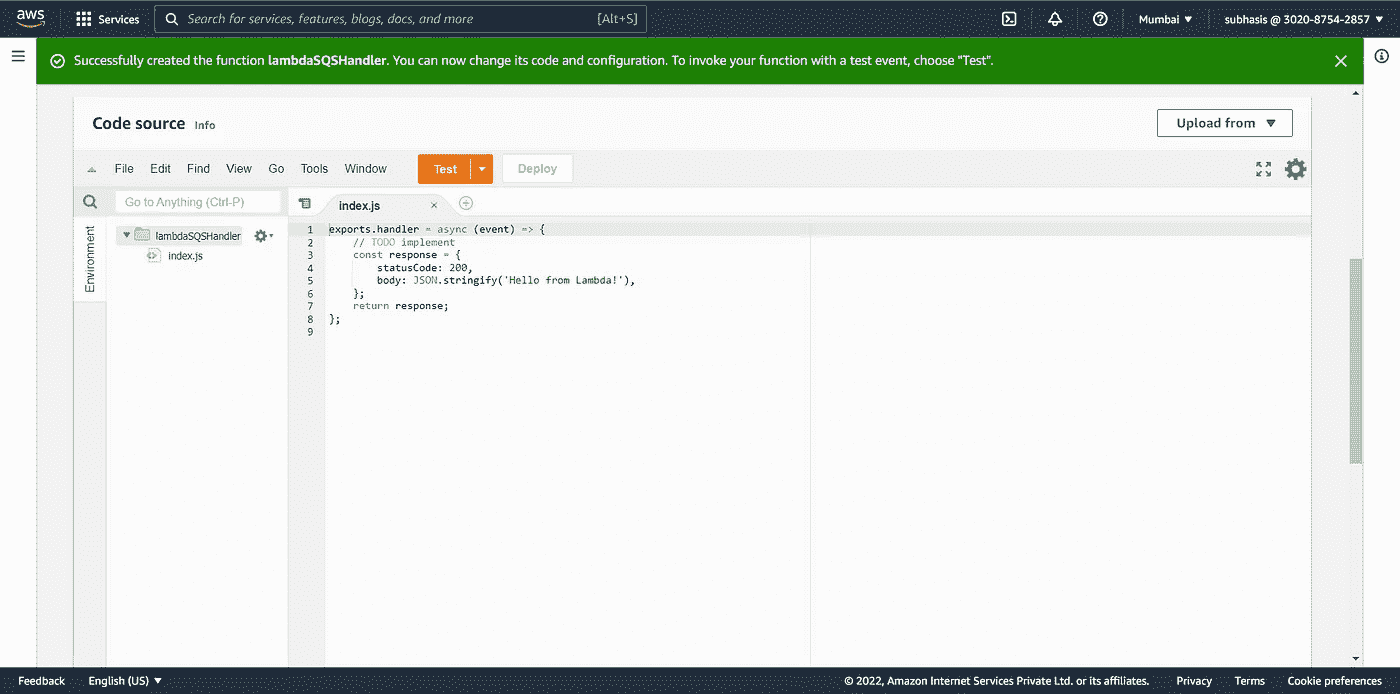 aws Services Search for services, features, blogs, docs, and more [Alt+S] Mumbai ▼ subhasis @ 3020-8754-2857 ▼
Successfully created the function lambdaSQSHandler. You can now change its code and configuration. To invoke your function with a test event, choose "Test".
Code source Info
Upload from ▼
File Edit Find View Go Tools Window Test Deploy
Go to Anything (Ctrl-P)
index.js
Environment
lambdaSQSHandler
index.js
1 exports.handler = async (event) => {
2 // TODO implement
3 const response = {
4 statusCode: 200,
5 body: JSON.stringify('Hello from Lambda!'),
6 };
7 return response;
8 };
9
Feedback English (US) ▼ © 2022, Amazon Internet Services Private Ltd. or its affiliates. Privacy Terms Cookie preferences